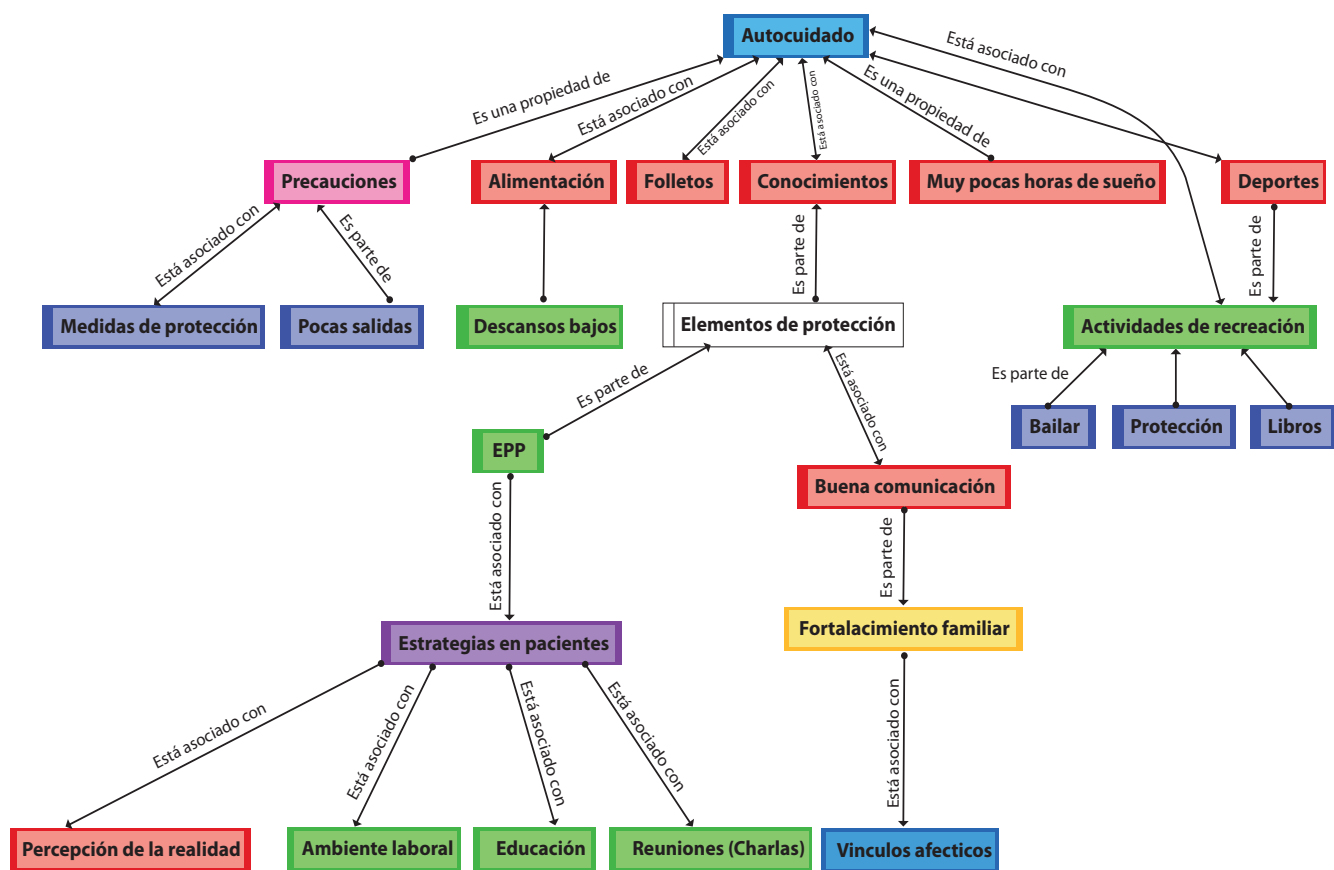 Autocuidado
Está asociado con
Es una propiedad de
Está asociado con
Está asociado con
Está asociado con
Es una propiedad de
Precauciones
Alimentación
Folletos
Conocimientos
Muy pocas horas de sueño
Deportes
Está asociado con
Es parte de
Es parte de
Es parte de
Medidas de protección
Pocas salidas
Descansos bajos
Elementos de protección
Actividades de recreación
Es parte de
Está asociado con
Es parte de
Bailar
Protección
Libros
EPP
Buena comunicación
Está asociado con
Es parte de
Estrategias en pacientes
Fortalacimiento familiar
Está asociado con
Está asociado con
Está asociado con
Está asociado con
Está asociado con
Percepción de la realidad
Ambiente laboral
Educación
Reuniones (Charlas)
Vinculos afecticos